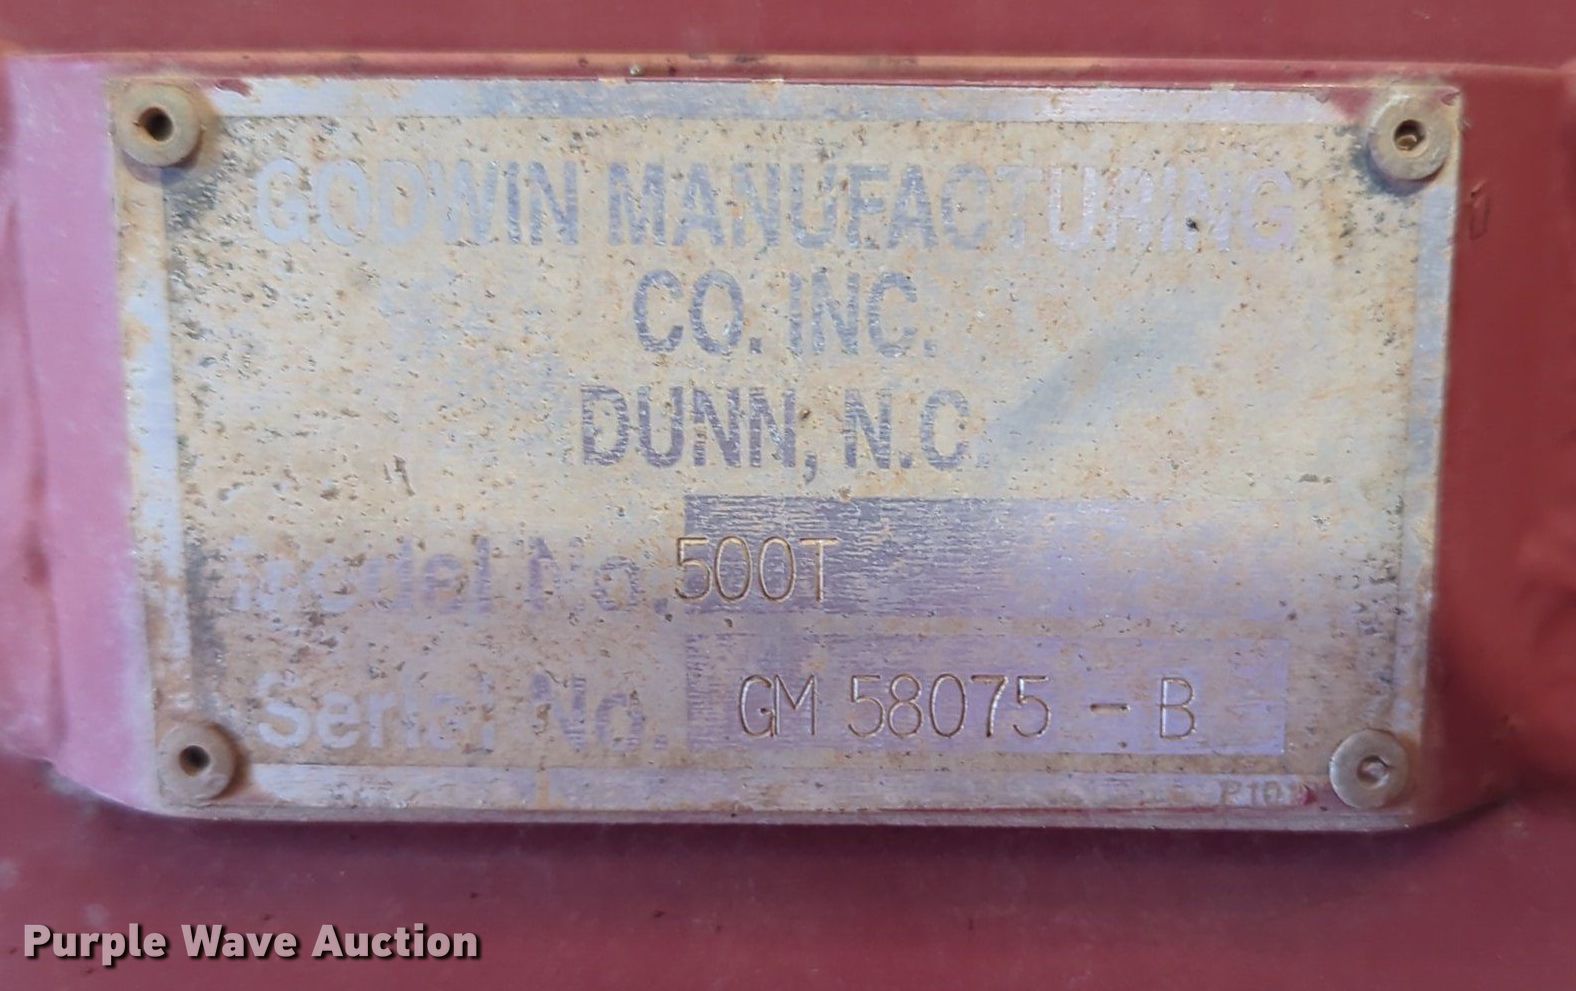 GODWIN MANUFACTURING
CO. INC.
DUNN, N.C.
Model No. 500T
Serial No. GM 58075 - B
Purple Wave Auction